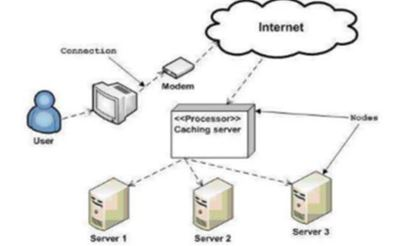 Internet
Connection
Modem
<<Processor>>
Caching server
Nodes
User
Server 1
Server 2
Server 3